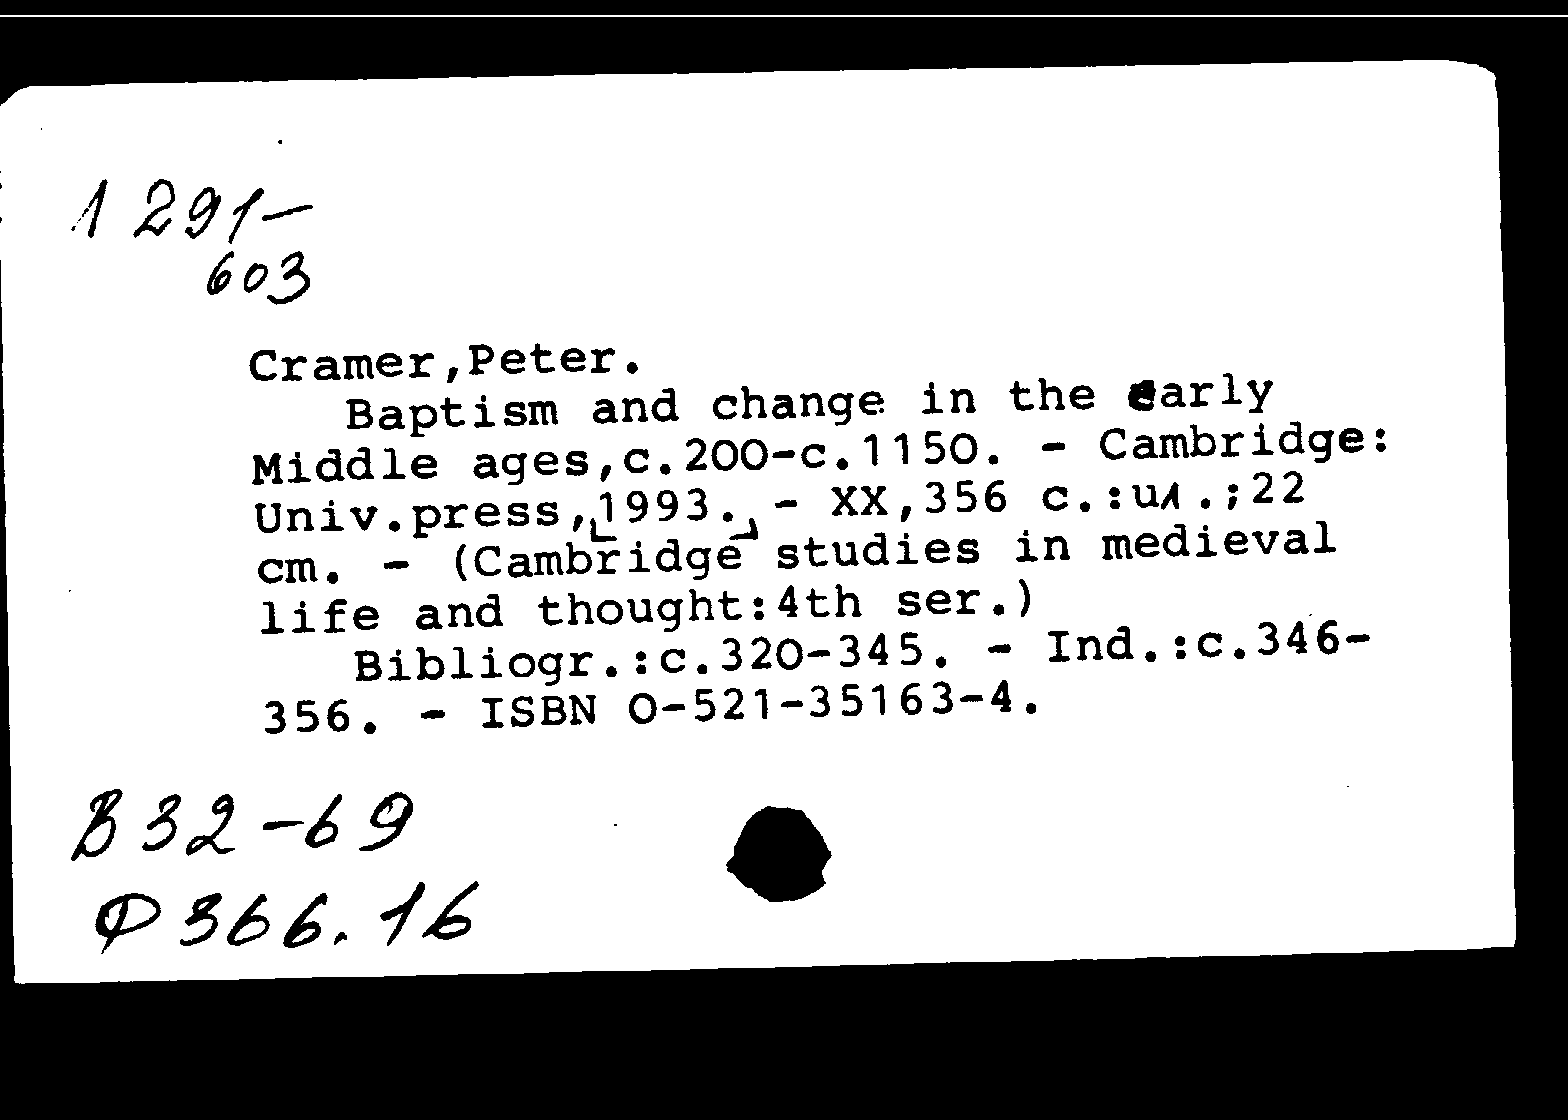 1 291-
603
Cramer,Peter.
Baptism and change in the early
Middle ages,c.200-c.1150. - Cambridge:
Univ.press,1993. - XX,356 c.:ил.;22
cm. - (Cambridge studies in medieval
life and thought:4th ser.)
Bibliogr.:c.320-345. - Ind.:c.346-
356. - ISBN 0-521-35163-4.
B 32-69
Ф 366.16